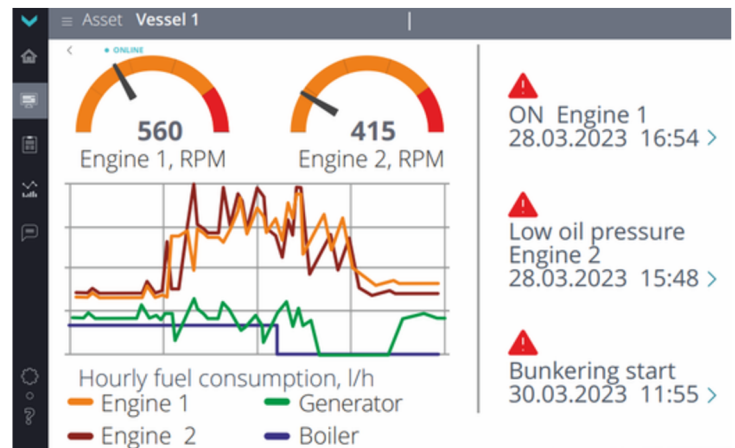 Asset Vessel 1
ONLINE
560
Engine 1, RPM
415
Engine 2, RPM
Hourly fuel consumption, l/h
Engine 1
Generator
Engine 2
Boiler
ON Engine 1
28.03.2023 16:54
Low oil pressure
Engine 2
28.03.2023 15:48
Bunkering start
30.03.2023 11:55